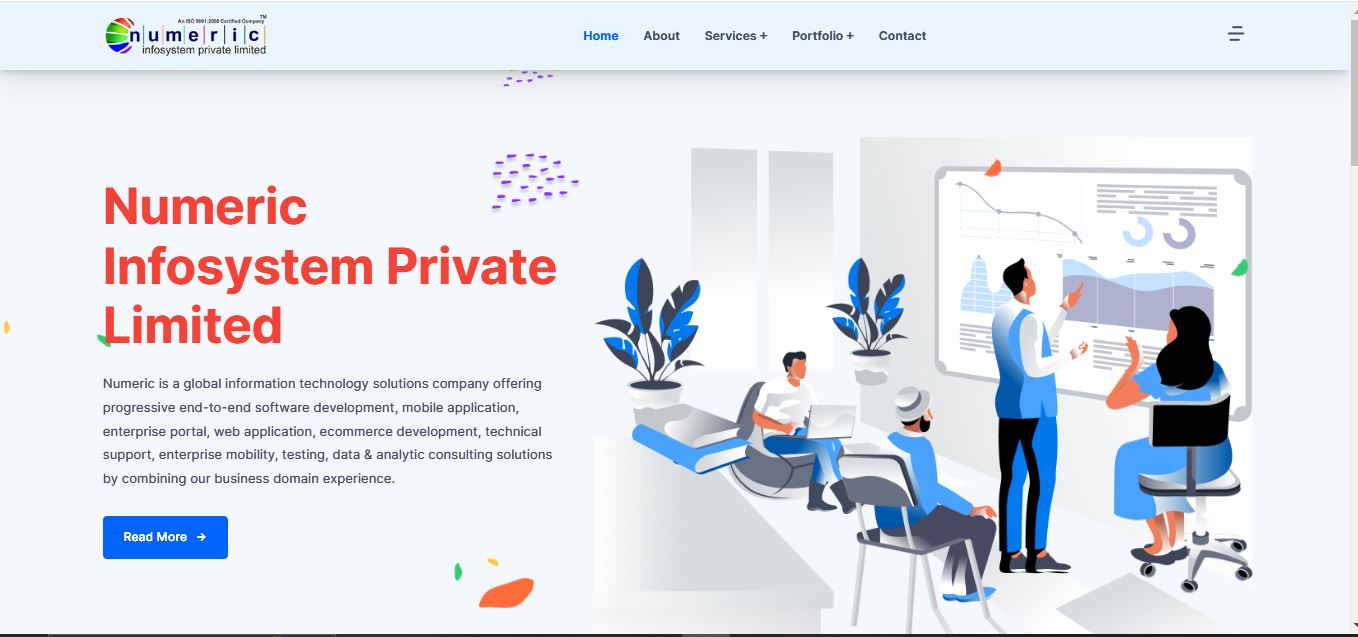 An ISO 9001:2008 Certified Company
TM
numeric
infosystem private limited
Home About Services + Portfolio + Contact
Numeric
Infosystem Private
Limited
Numeric is a global information technology solutions company offering
progressive end-to-end software development, mobile application,
enterprise portal, web application, ecommerce development, technical
support, enterprise mobility, testing, data & analytic consulting solutions
by combining our business domain experience.
Read More →